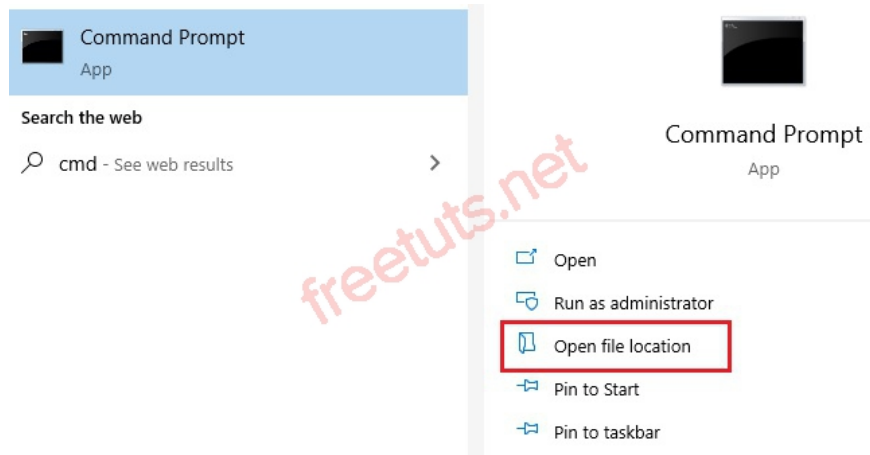 Command Prompt
App
Search the web
cmd - See web results
Command Prompt
App
Open
Run as administrator
Open file location
Pin to Start
Pin to taskbar
freetuts.net